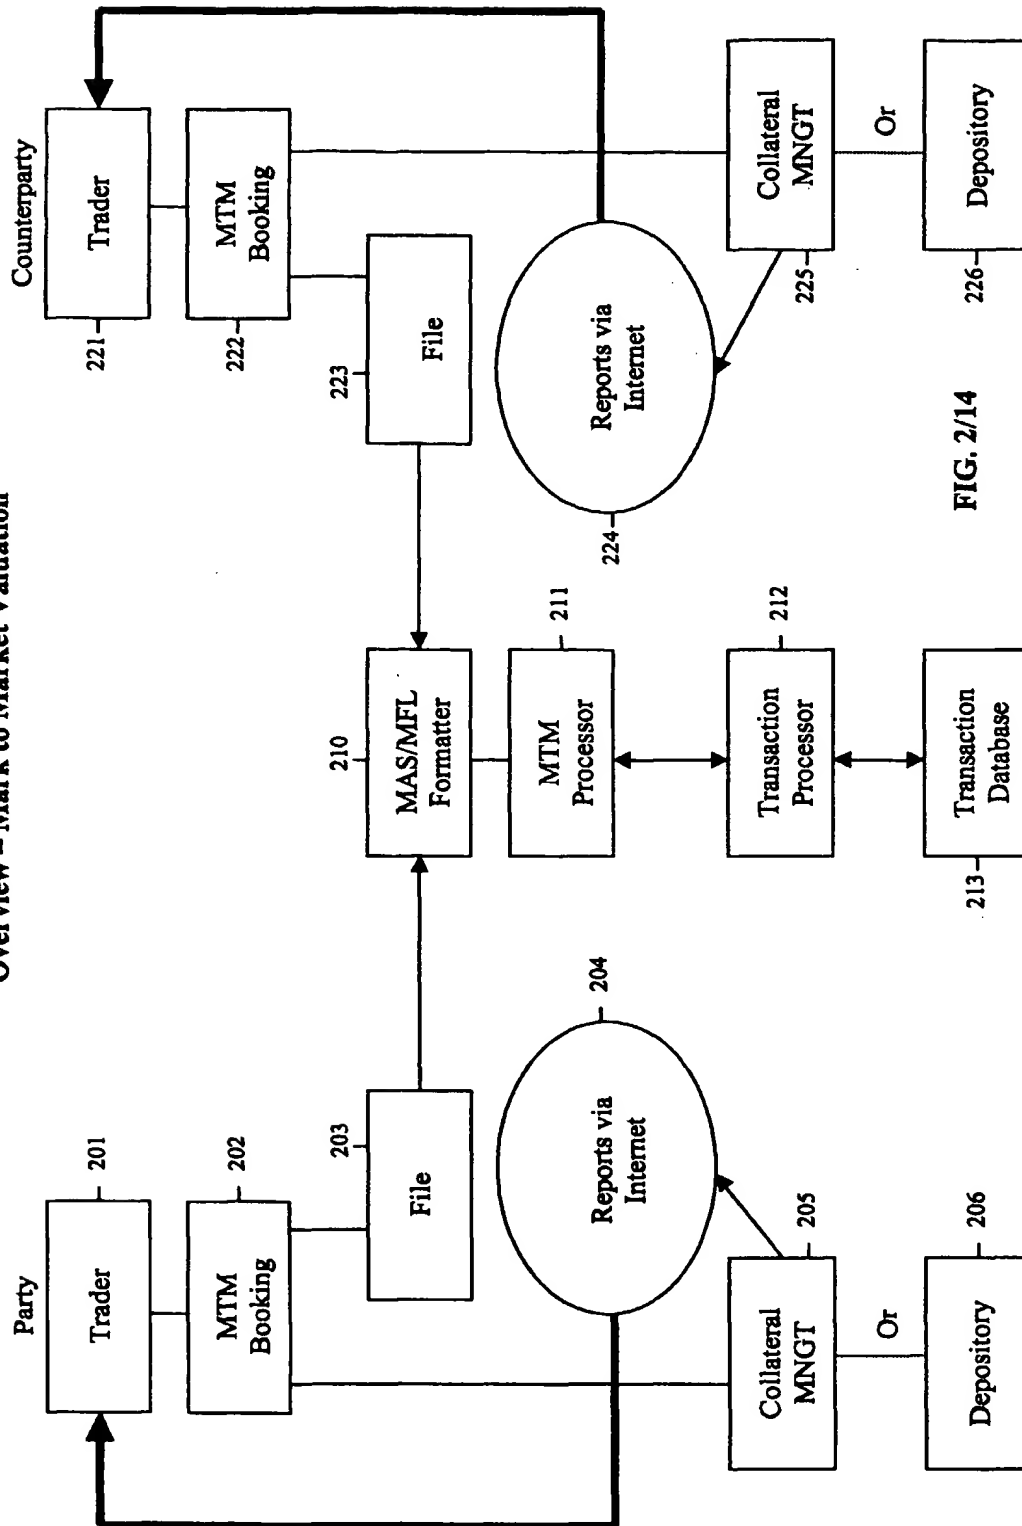 Overview – Mark to Market Valuation
Party
Trader
201
MTM
Booking
202
File
203
Reports via
Internet
204
Collateral
MNGT
205
Or
Depository
206
210
MAS/MFL
Formatter
MTM
Processor
211
Transaction
Processor
212
Transaction
Database
213
Counterparty
Trader
221
MTM
Booking
222
File
223
Reports via
Internet
224
Collateral
MNGT
225
Or
Depository
226
FIG. 2/14